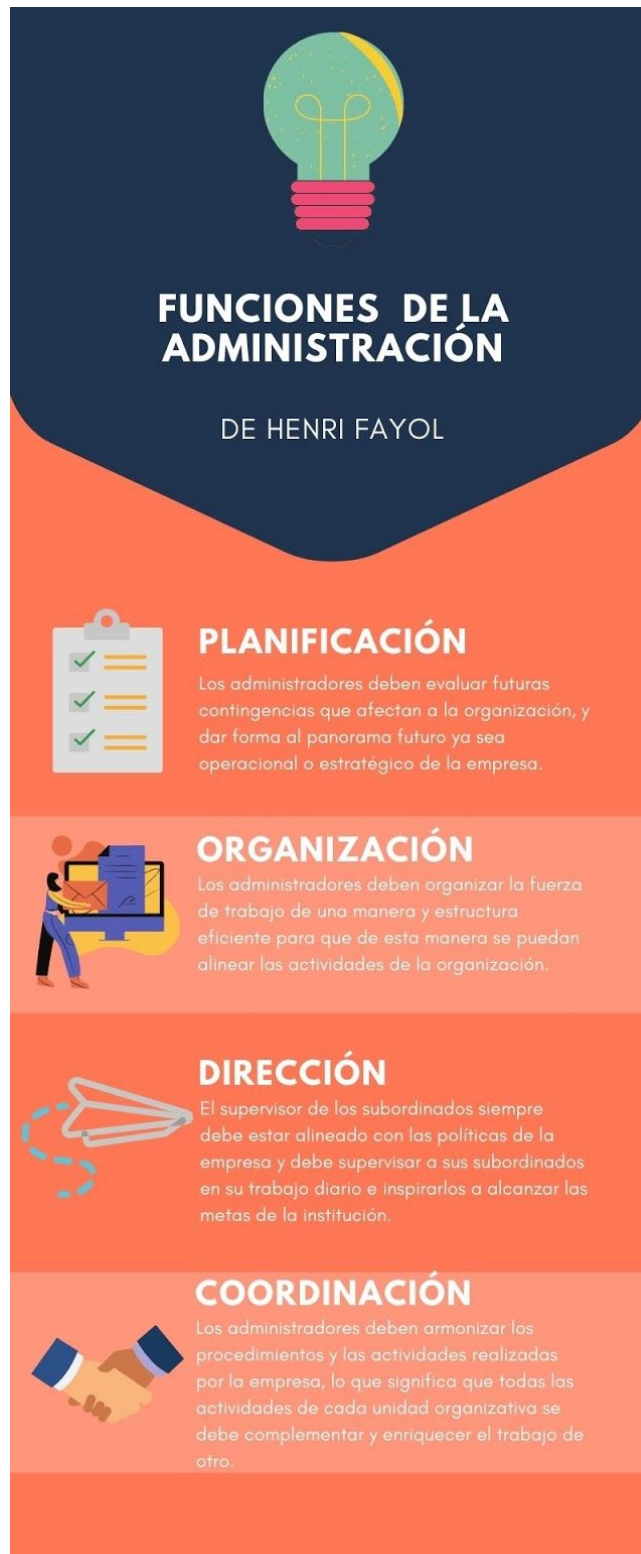 FUNCIONES DE LA
ADMINISTRACIÓN
DE HENRI FAYOL
PLANIFICACIÓN
Los administradores deben evaluar futuras
contingencias que afectan a la organización, y
dar forma al panorama futuro ya sea
operacional o estratégico de la empresa.
ORGANIZACIÓN
Los administradores deben organizar la fuerza
de trabajo de una manera y estructura
eficiente para que de esta manera se puedan
alinear las actividades de la organización.
DIRECCIÓN
El supervisor de los subordinados siempre
debe estar alineado con las políticas de la
empresa y debe supervisar a sus subordinados
en su trabajo diario e inspirarlos a alcanzar las
metas de la institución.
COORDINACIÓN
Los administradores deben armonizar los
procedimientos y las actividades realizadas
por la empresa, lo que significa que todas las
actividades de cada unidad organizativa se
debe complementar y enriquecer el trabajo de
otro.